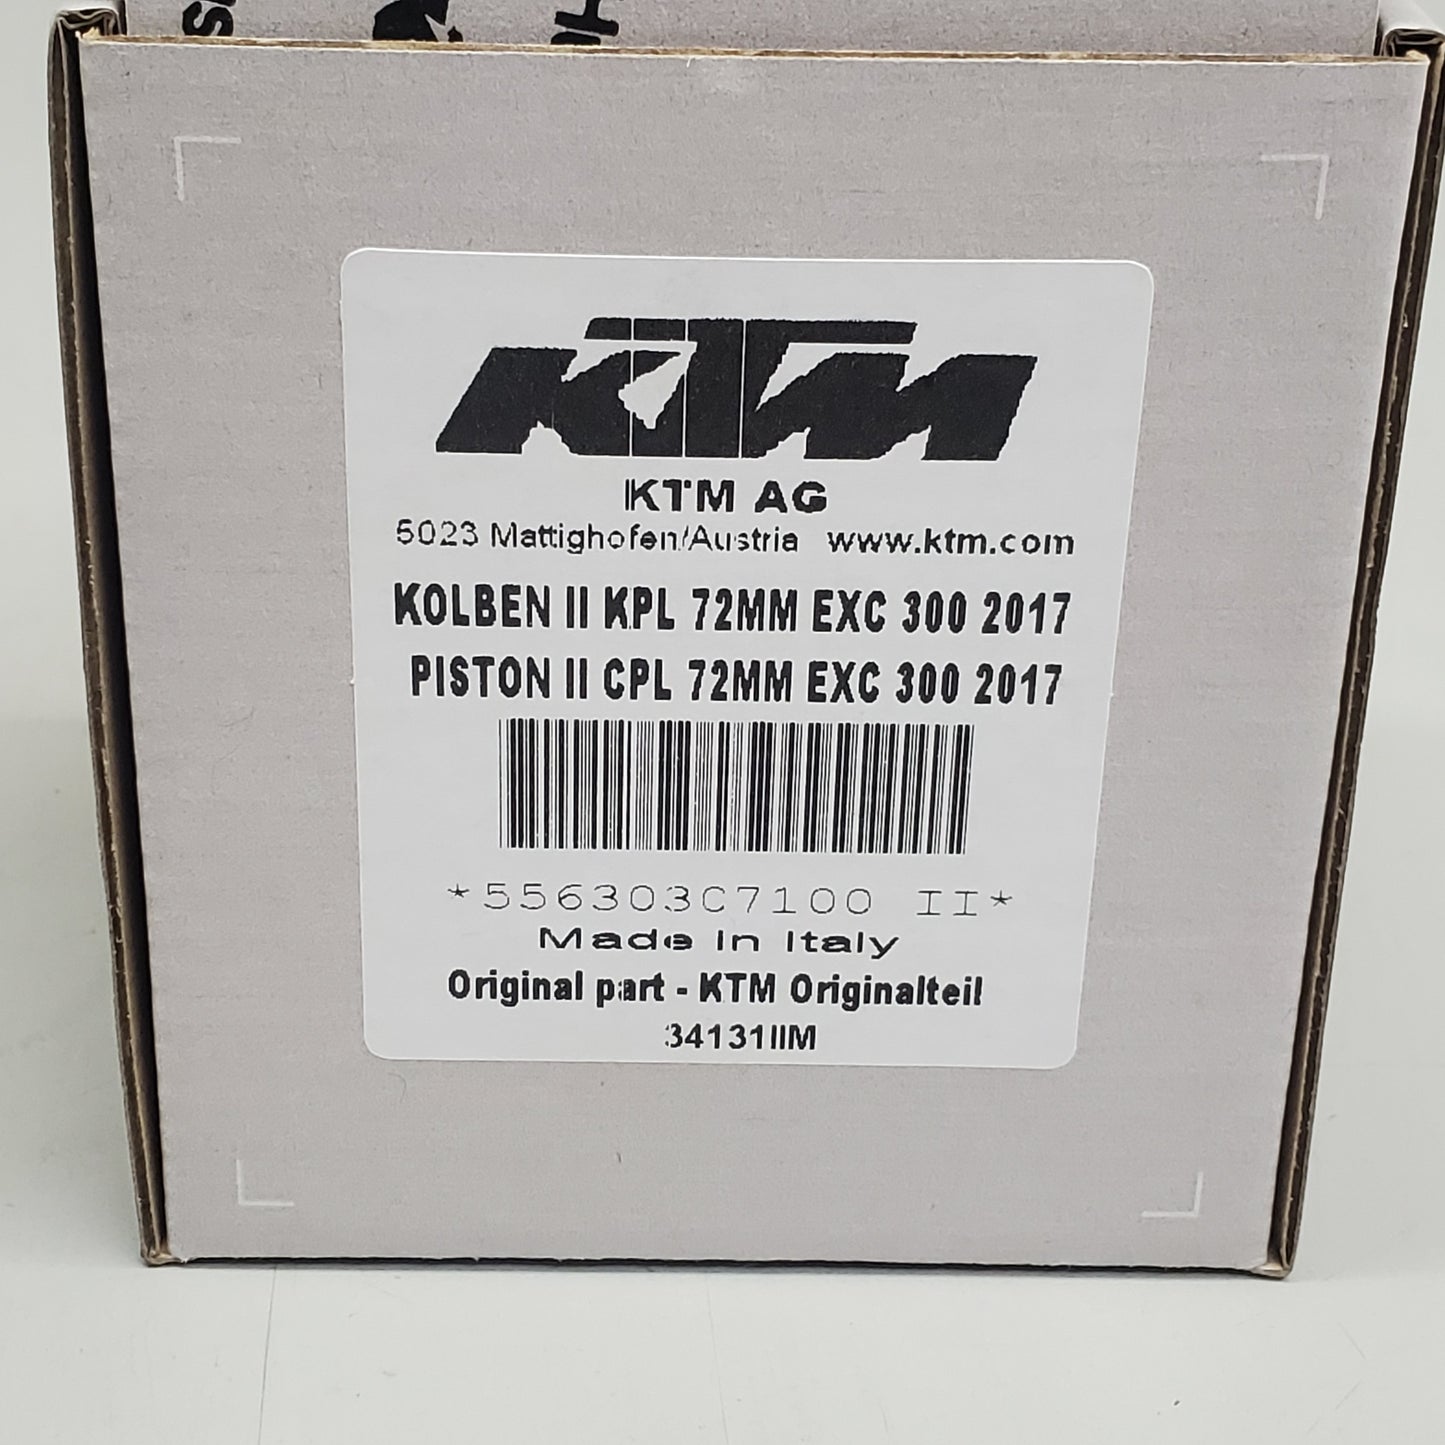 KTM
KTM AG
5023 Mattighofen/Austria www.ktm.com
KOLBEN II KPL 72MM EXC 300 2017
PISTON II CPL 72MM EXC 300 2017
*556303C7100 II*
Made in Italy
Original part - KTM Originalteil
34131IIM